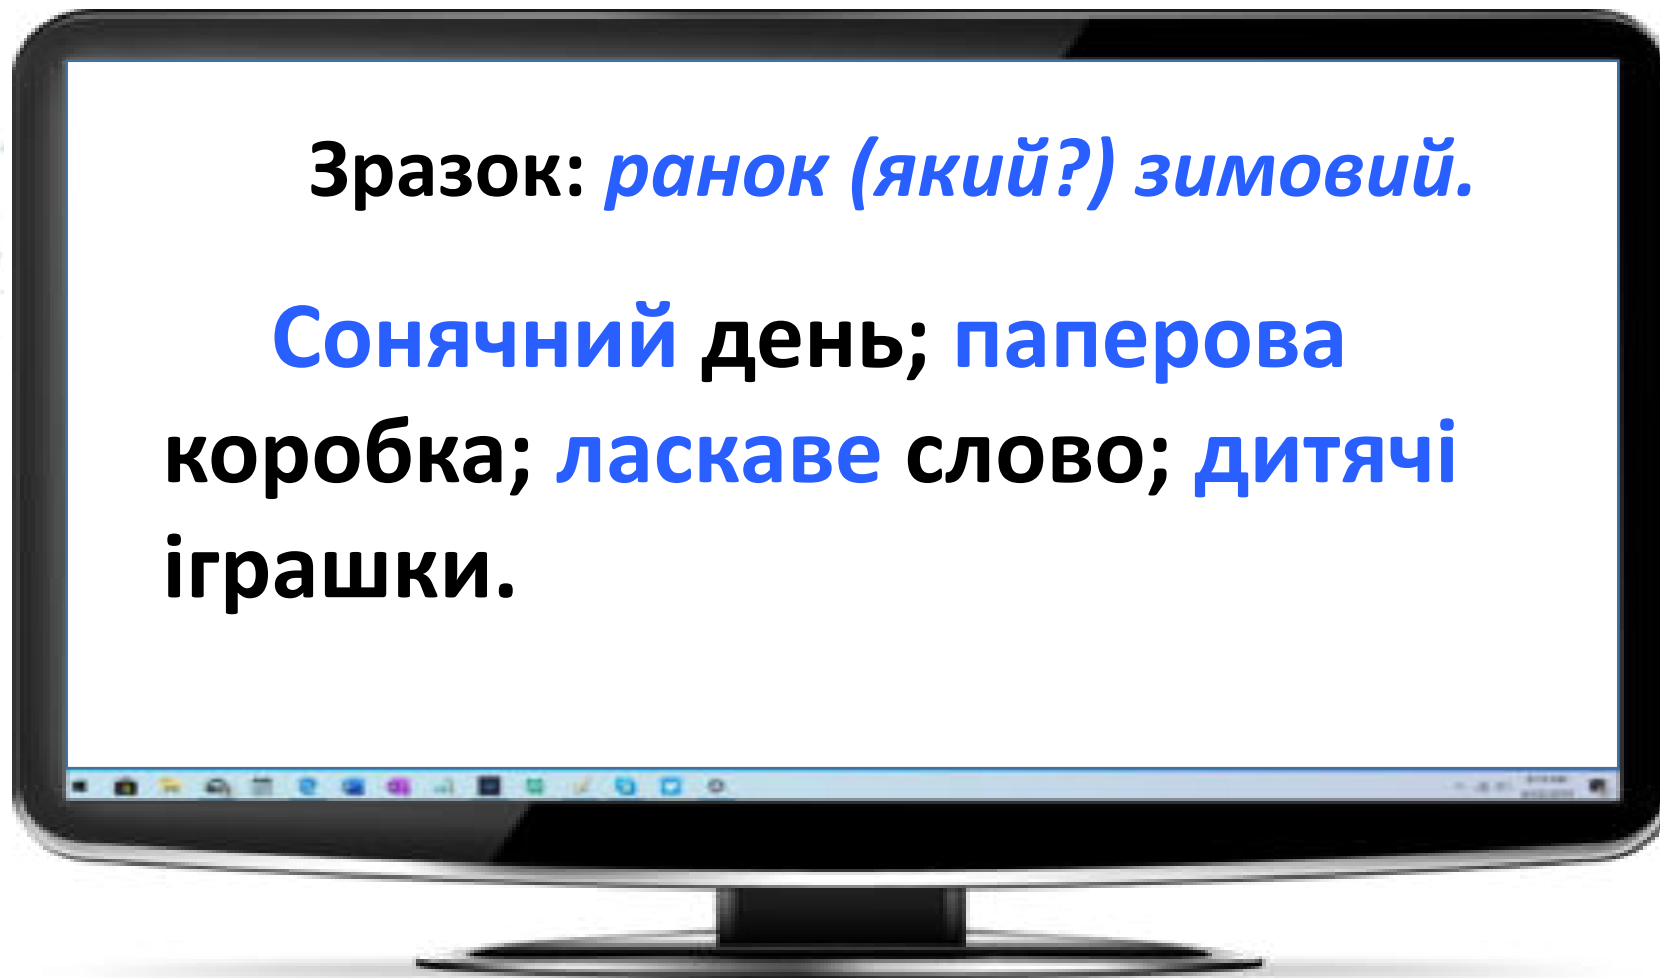 Зразок: ранок (який?) зимовий.
Сонячний день; паперова
коробка; ласкаве слово; дитячі
іграшки.